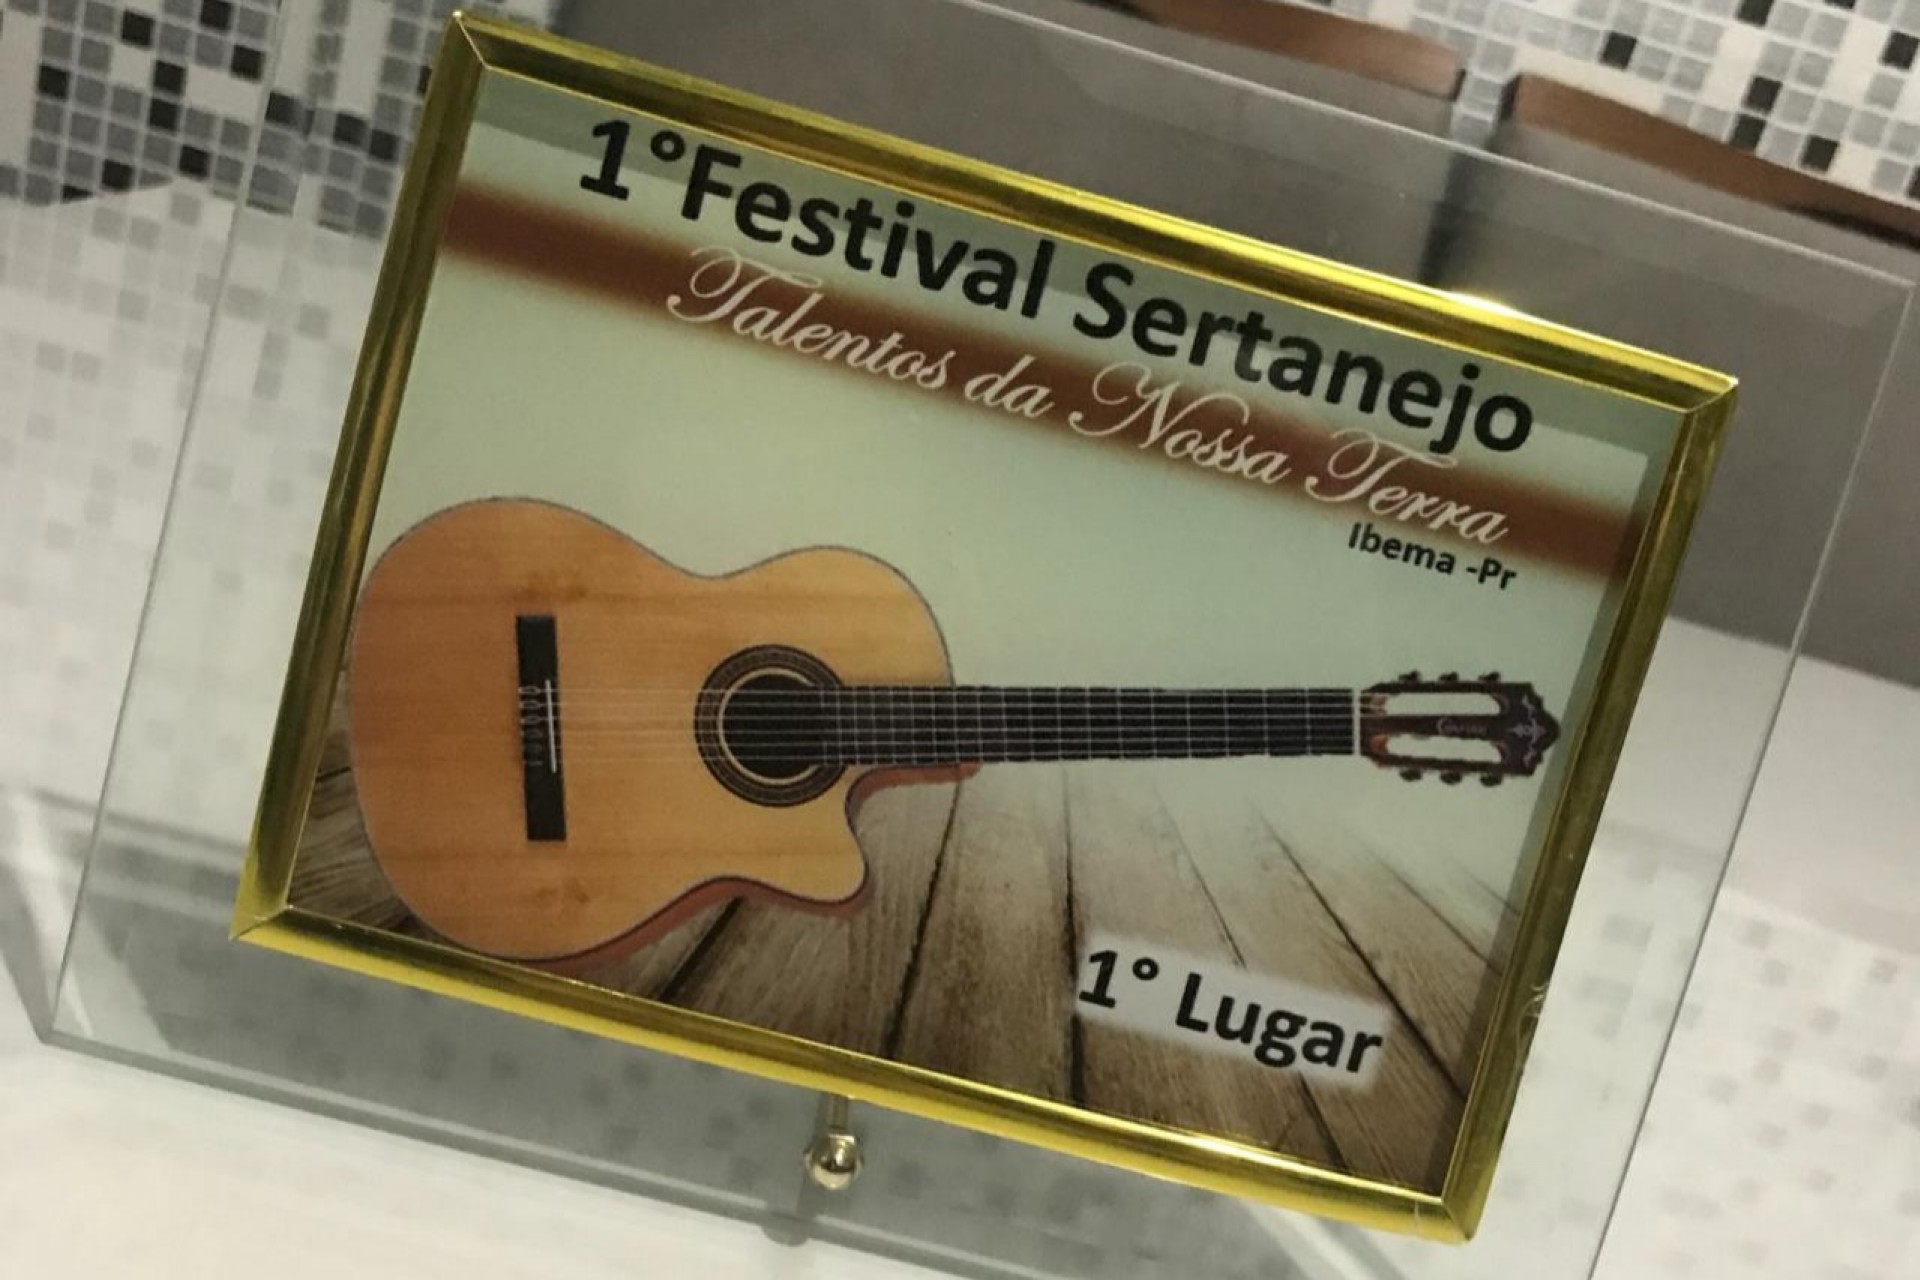 1°Festival Sertanejo
Talentos da Nossa Terra
Ibema -Pr
1° Lugar